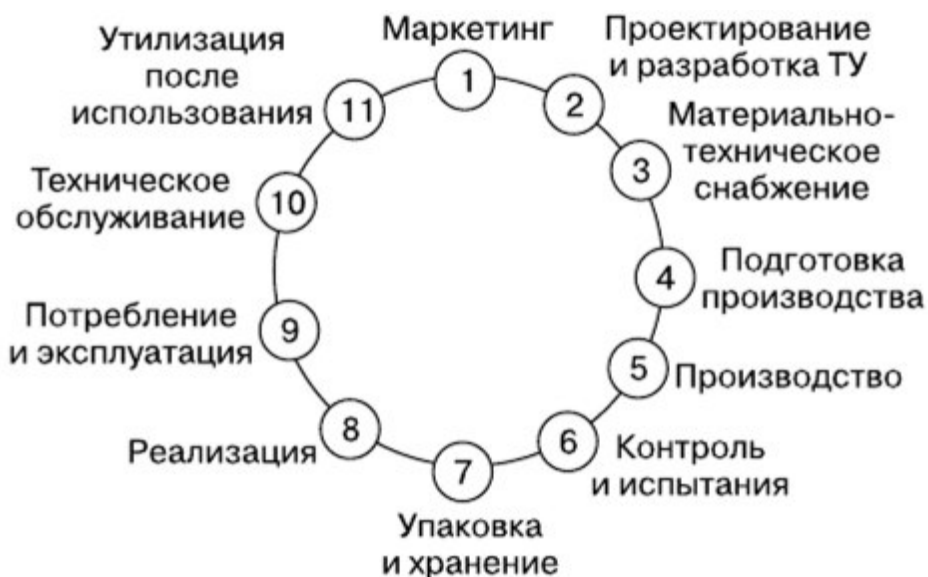 Маркетинг
1
Проектирование
и разработка ТУ
2
Материально-
техническое
снабжение
3
Подготовка
производства
4
Производство
5
Контроль
и испытания
6
Упаковка
и хранение
7
Реализация
8
Потребление
и эксплуатация
9
Техническое
обслуживание
10
Утилизация
после
использования
11